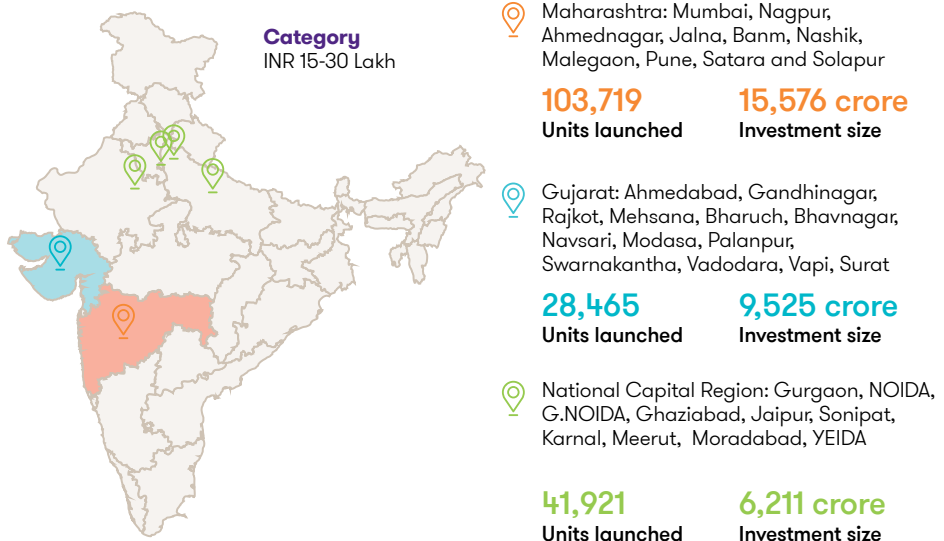 Category
INR 15-30 Lakh
Maharashtra: Mumbai, Nagpur,
Ahmednagar, Jalna, Banm, Nashik,
Malegaon, Pune, Satara and Solapur
103,719 15,576 crore
Units launched Investment size
Gujarat: Ahmedabad, Gandhinagar,
Rajkot, Mehsana, Bharuch, Bhavnagar,
Navsari, Modasa, Palanpur,
Swarnakantha, Vadodara, Vapi, Surat
28,465 9,525 crore
Units launched Investment size
National Capital Region: Gurgaon, NOIDA,
G.NOIDA, Ghaziabad, Jaipur, Sonipat,
Karnal, Meerut, Moradabad, YEIDA
41,921 6,211 crore
Units launched Investment size